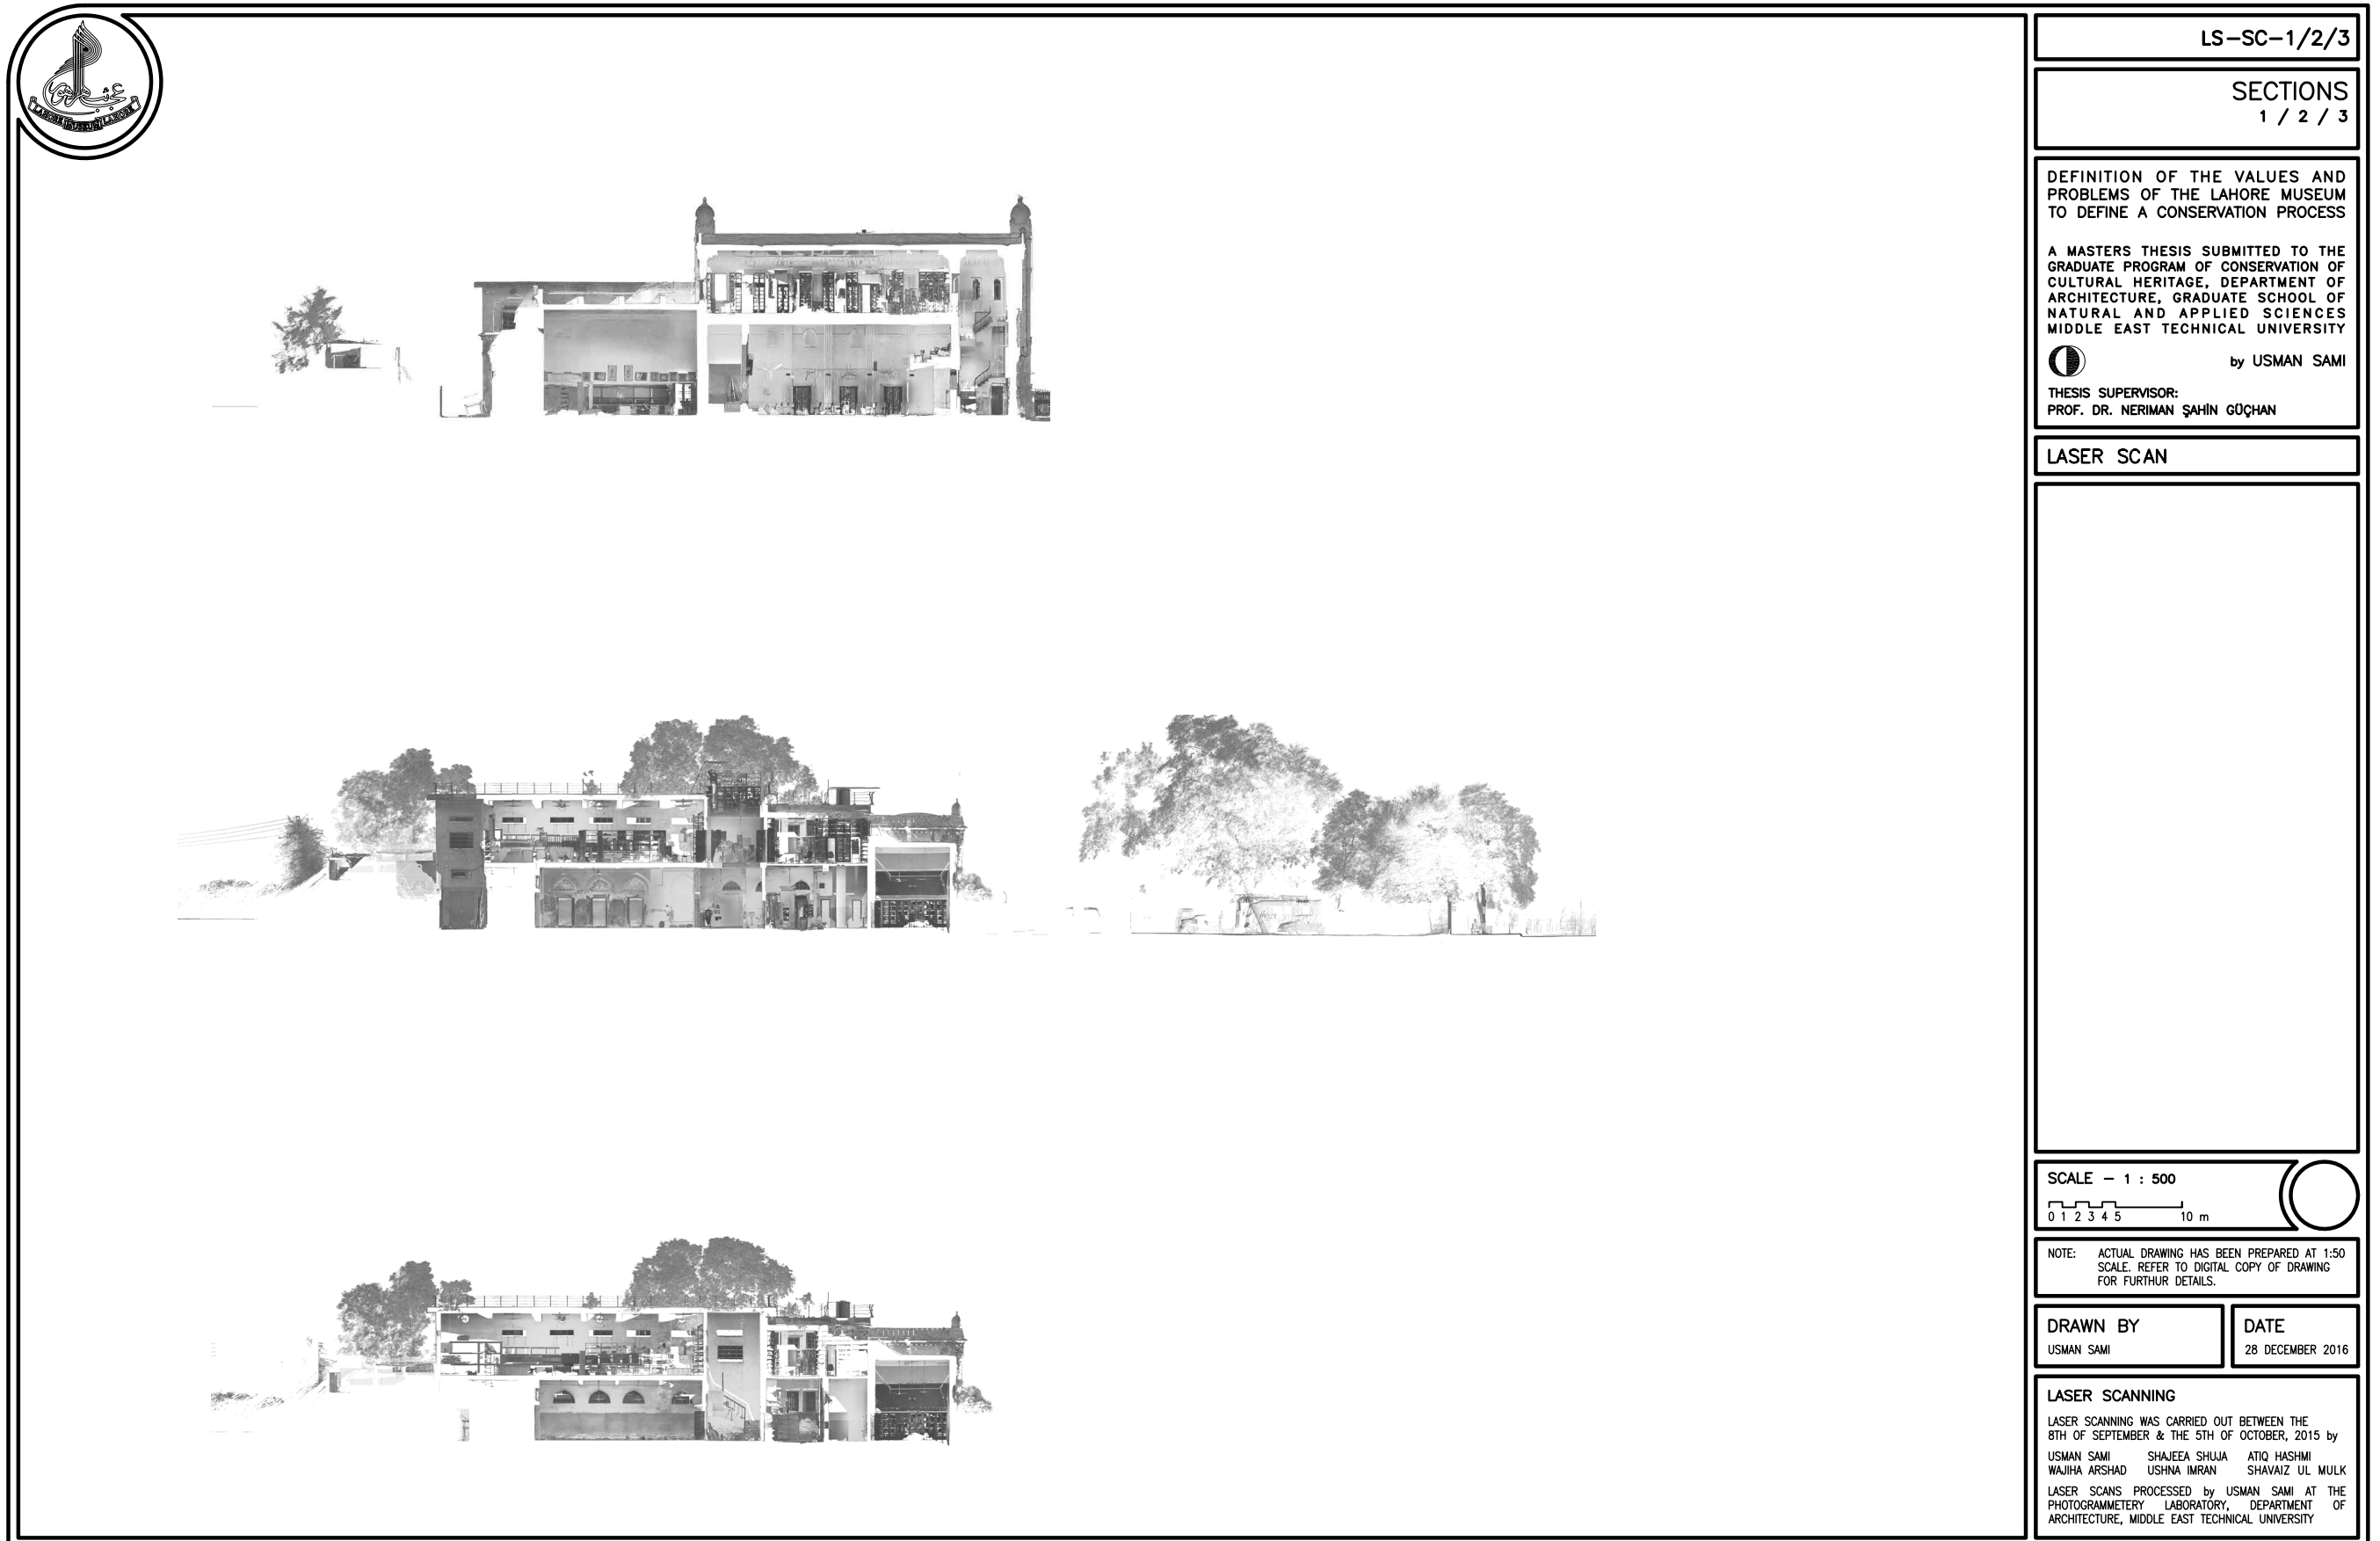 LAHORE MUSEUM LAHORE
LS-SC-1/2/3
SECTIONS
1 / 2 / 3
DEFINITION OF THE VALUES AND
PROBLEMS OF THE LAHORE MUSEUM
TO DEFINE A CONSERVATION PROCESS
A MASTERS THESIS SUBMITTED TO THE
GRADUATE PROGRAM OF CONSERVATION OF
CULTURAL HERITAGE, DEPARTMENT OF
ARCHITECTURE, GRADUATE SCHOOL OF
NATURAL AND APPLIED SCIENCES
MIDDLE EAST TECHNICAL UNIVERSITY
by USMAN SAMI
THESIS SUPERVISOR:
PROF. DR. NERIMAN ŞAHİN GÜÇHAN
LASER SCAN
SCALE - 1 : 500
0 1 2 3 4 5 10 m
NOTE: ACTUAL DRAWING HAS BEEN PREPARED AT 1:50
SCALE. REFER TO DIGITAL COPY OF DRAWING
FOR FURTHUR DETAILS.
DRAWN BY
USMAN SAMI
DATE
28 DECEMBER 2016
LASER SCANNING
LASER SCANNING WAS CARRIED OUT BETWEEN THE
8TH OF SEPTEMBER & THE 5TH OF OCTOBER, 2015 by
USMAN SAMI SHAJEEA SHUJA ATIQ HASHMI
WAJIHA ARSHAD USHNA IMRAN SHAVAIZ UL MULK
LASER SCANS PROCESSED by USMAN SAMI AT THE
PHOTOGRAMMETERY LABORATORY, DEPARTMENT OF
ARCHITECTURE, MIDDLE EAST TECHNICAL UNIVERSITY